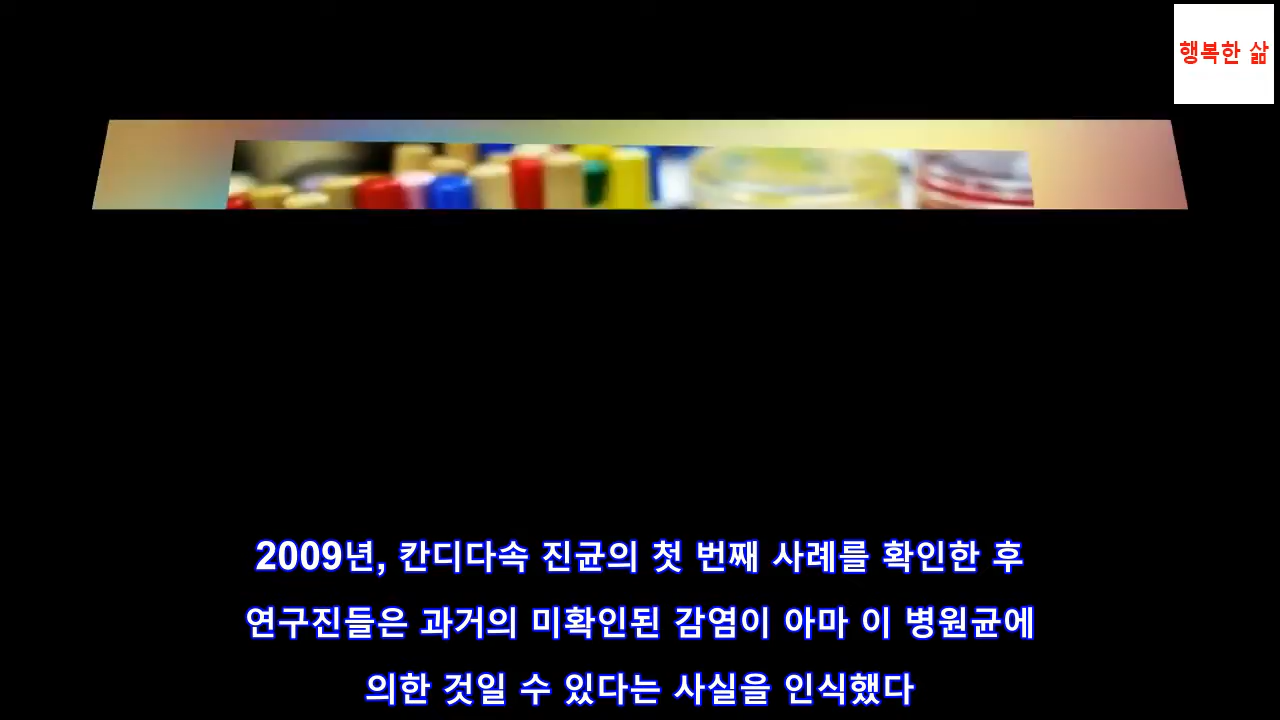 행복한 삶
2009년, 칸디다속 진균의 첫 번째 사례를 확인한 후
연구진들은 과거의 미확인된 감염이 아마 이 병원균에
의한 것일 수 있다는 사실을 인식했다